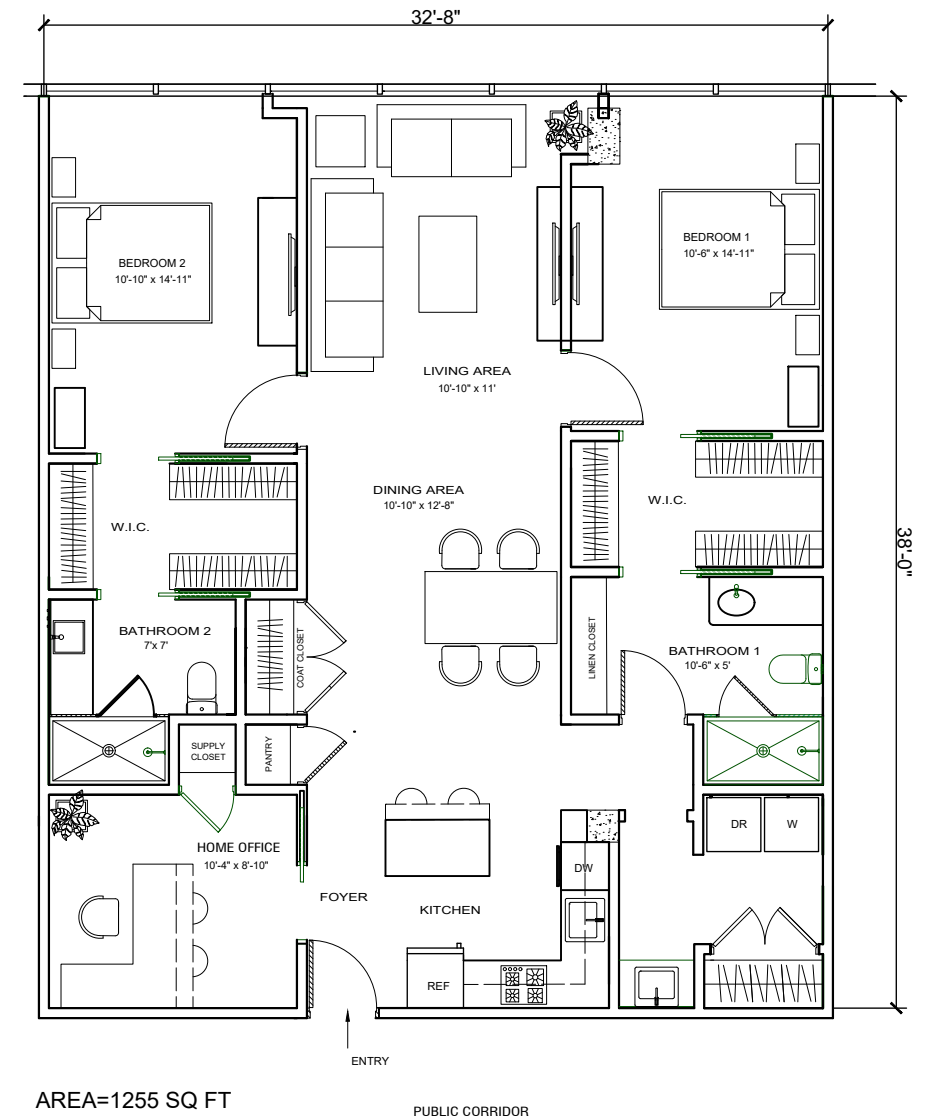 32'-8"
BEDROOM 2
10'-10" x 14'-11"
BEDROOM 1
10'-6" x 14'-11"
LIVING AREA
10'-10" x 11'
DINING AREA
10'-10" x 12'-8"
W.I.C.
W.I.C.
38'-0"
BATHROOM 2
7'x 7'
COAT CLOSET
LINEN CLOSET
BATHROOM 1
10'-6" x 5'
SUPPLY
CLOSET
PANTRY
HOME OFFICE
10'-4" x 8'-10"
DR
W
DW
FOYER
KITCHEN
REF
ENTRY
AREA=1255 SQ FT
PUBLIC CORRIDOR